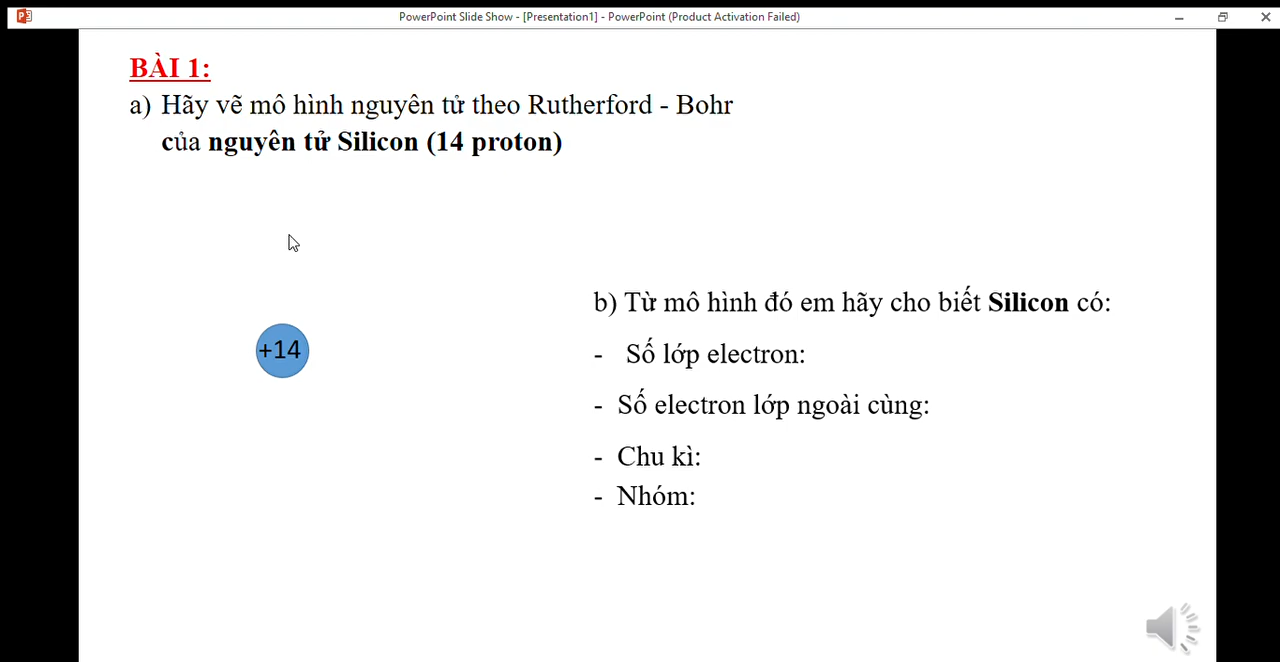 PowerPoint Slide Show - [Presentation1] - PowerPoint (Product Activation Failed)
BÀI 1:
a) Hãy vẽ mô hình nguyên tử theo Rutherford - Bohr
của nguyên tử Silicon (14 proton)
+14
b) Từ mô hình đó em hãy cho biết Silicon có:
- Số lớp electron:
- Số electron lớp ngoài cùng:
- Chu kì:
- Nhóm: